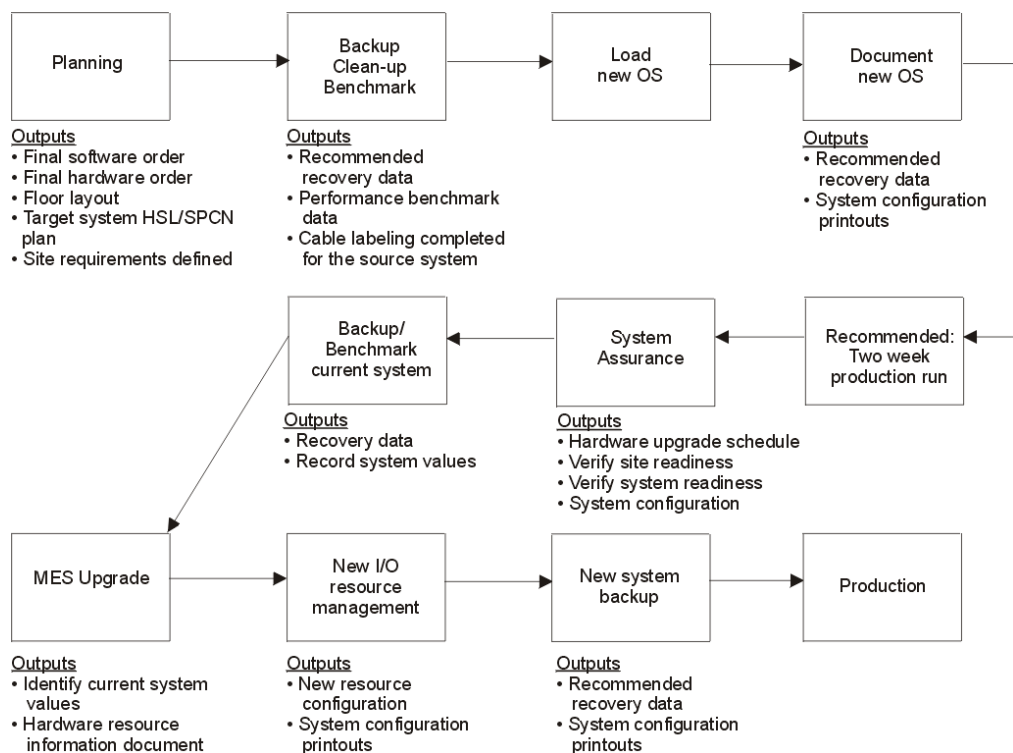 Planning
Backup
Clean-up
Benchmark
Load
new OS
Document
new OS
Outputs
• Final software order
• Final hardware order
• Floor layout
• Target system HSL/SPCN
plan
• Site requirements defined
Outputs
• Recommended
recovery data
• Performance benchmark
data
• Cable labeling completed
for the source system
Outputs
• Recommended
recovery data
• System configuration
printouts
Recommended:
Two week
production run
System
Assurance
Backup/
Benchmark
current system
Outputs
• Hardware upgrade schedule
• Verify site readiness
• Verify system readiness
• System configuration
Outputs
• Recovery data
• Record system values
MES Upgrade
New I/O
resource
management
New system
backup
Production
Outputs
• Identify current system
values
• Hardware resource
information document
Outputs
• New resource
configuration
• System configuration
printouts
Outputs
• Recommended
recovery data
• System configuration
printouts